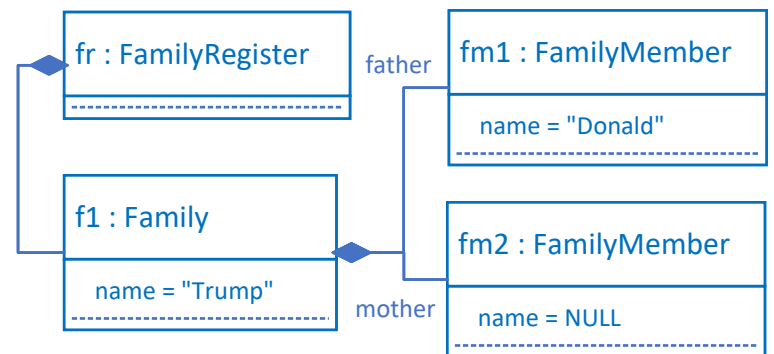 fr : FamilyRegister
father
fm1 : FamilyMember
name = "Donald"
f1 : Family
name = "Trump"
mother
fm2 : FamilyMember
name = NULL